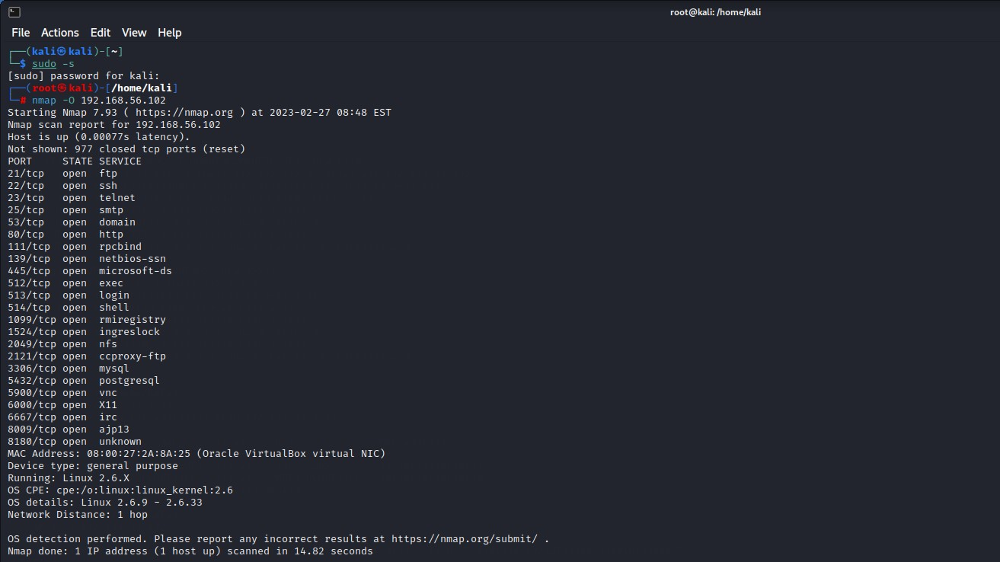 root@kali: /home/kali
File Actions Edit View Help
┌──(kali㉿kali)-[~]
└─$ sudo -s
[sudo] password for kali:
┌──(root㉿kali)-[/home/kali]
└─# nmap -O 192.168.56.102
Starting Nmap 7.93 ( https://nmap.org ) at 2023-02-27 08:48 EST
Nmap scan report for 192.168.56.102
Host is up (0.00077s latency).
Not shown: 977 closed tcp ports (reset)
PORT     STATE SERVICE
21/tcp   open  ftp
22/tcp   open  ssh
23/tcp   open  telnet
25/tcp   open  smtp
53/tcp   open  domain
80/tcp   open  http
111/tcp  open  rpcbind
139/tcp  open  netbios-ssn
445/tcp  open  microsoft-ds
512/tcp  open  exec
513/tcp  open  login
514/tcp  open  shell
1099/tcp open  rmiregistry
1524/tcp open  ingreslock
2049/tcp open  nfs
2121/tcp open  ccproxy-ftp
3306/tcp open  mysql
5432/tcp open  postgresql
5900/tcp open  vnc
6000/tcp open  X11
6667/tcp open  irc
8009/tcp open  ajp13
8180/tcp open  unknown
MAC Address: 08:00:27:2A:8A:25 (Oracle VirtualBox virtual NIC)
Device type: general purpose
Running: Linux 2.6.X
OS CPE: cpe:/o:linux:linux_kernel:2.6
OS details: Linux 2.6.9 - 2.6.33
Network Distance: 1 hop

OS detection performed. Please report any incorrect results at https://nmap.org/submit/ .
Nmap done: 1 IP address (1 host up) scanned in 14.82 seconds